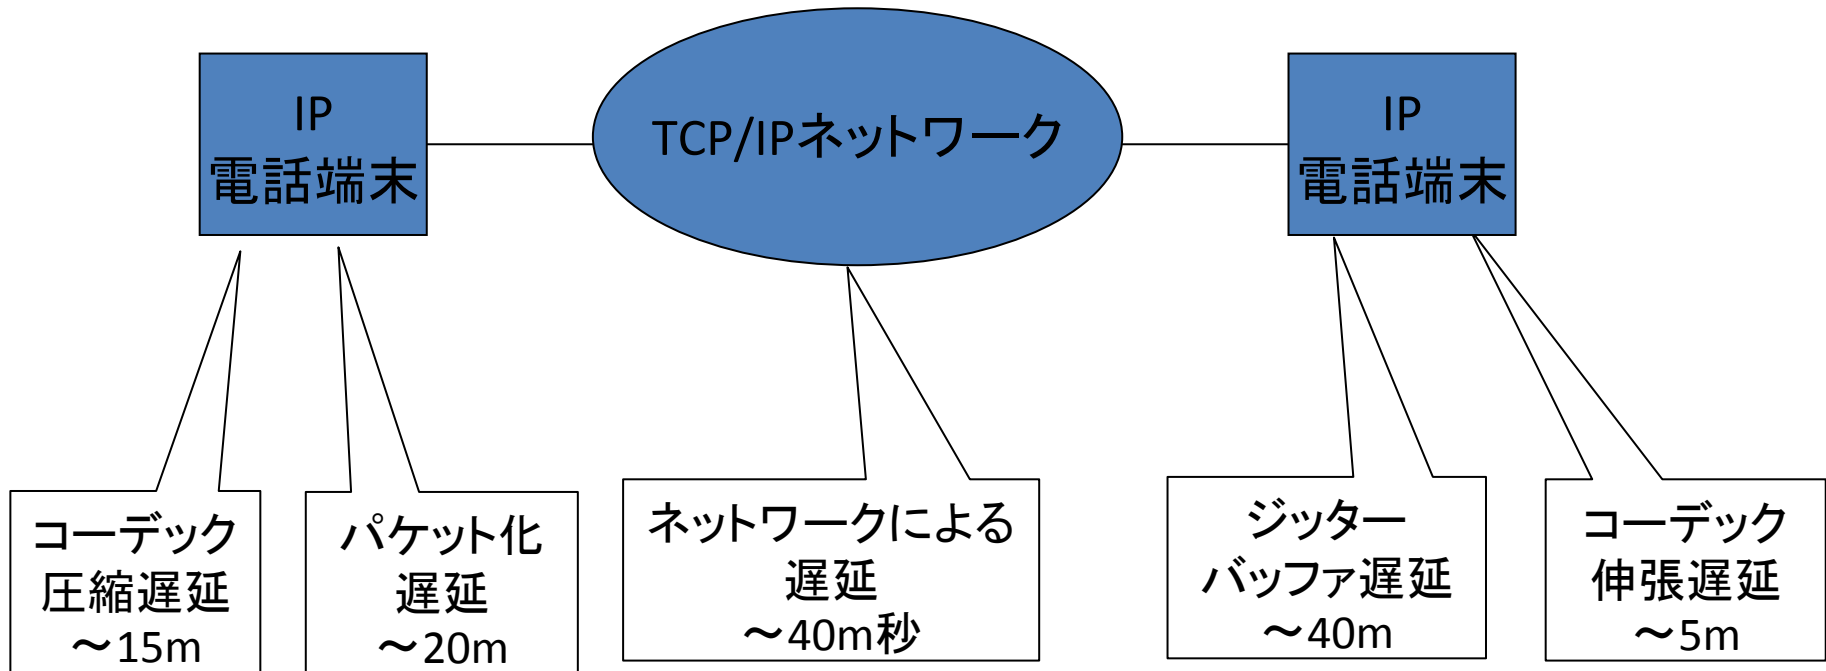 IP
電話端末
TCP/IPネットワーク
IP
電話端末
コーデック
圧縮遅延
～15m
パケット化
遅延
～20m
ネットワークによる
遅延
～40m秒
ジッター
バッファ遅延
～40m
コーデック
伸張遅延
～5m